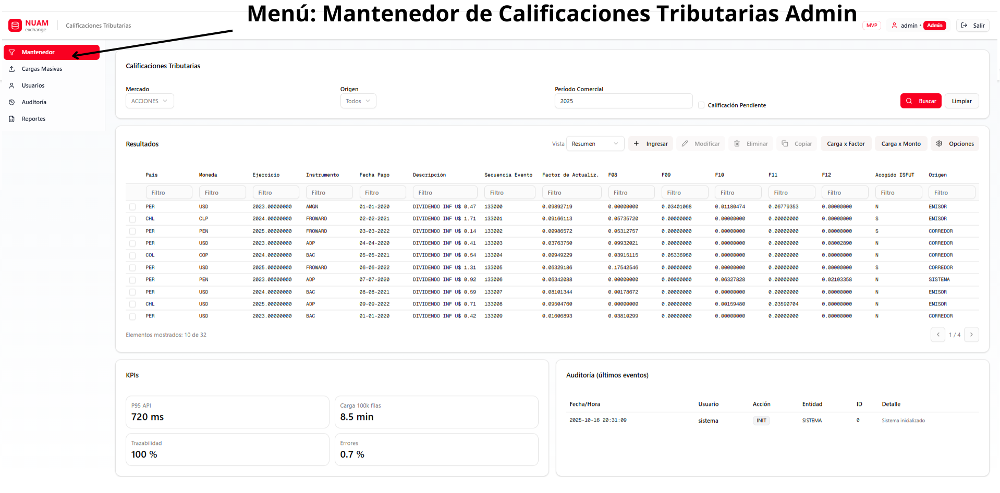 Menú: Mantenedor de Calificaciones Tributarias Admin
NUAM
exchange
Calificaciones Tributarias
MVP
admin • Admin
Salir
Mantenedor
Cargas Masivas
Usuarios
Auditoría
Reportes
Calificaciones Tributarias
Mercado Origen Período Comercial
ACCIONES Todos 2025 Calificación Pendiente Buscar Limpiar
Resultados Vista Resumen Ingresar Modificar Eliminar Copiar Carga x Factor Carga x Monto Opciones
País Moneda Ejercicio Instrumento Fecha Pago Descripción Secuencia Evento Factor de Actualiz. F08 F09 F10 F11 F12 Acogido ISFUT Origen
Filtro Filtro Filtro Filtro Filtro Filtro Filtro Filtro Filtro Filtro Filtro Filtro Filtro Filtro Filtro
PER USD 2023.00000000 AMGN 01-01-2020 DIVIDENDO INF U$ 0.47 133000 0.09892719 0.00000000 0.03401068 0.01180474 0.06779353 0.00000000 N EMISOR
CHL CLP 2024.00000000 FROWARD 02-02-2021 DIVIDENDO INF U$ 1.71 133001 0.09166113 0.05735720 0.00000000 0.00000000 0.00000000 0.00000000 S EMISOR
PER PEN 2025.00000000 FROWARD 03-03-2022 DIVIDENDO INF U$ 0.14 133002 0.00986572 0.05312757 0.00000000 0.00000000 0.00000000 0.00000000 S CORREDOR
PER USD 2023.00000000 ADP 04-04-2020 DIVIDENDO INF U$ 0.41 133003 0.03763750 0.09932021 0.00000000 0.00000000 0.00000000 0.08002890 N CORREDOR
COL COP 2024.00000000 BAC 05-05-2021 DIVIDENDO INF U$ 0.54 133004 0.00949229 0.03915115 0.05336960 0.00000000 0.00000000 0.00000000 N CORREDOR
PER USD 2025.00000000 FROWARD 06-06-2022 DIVIDENDO INF U$ 1.31 133005 0.06329186 0.17542546 0.00000000 0.00000000 0.00000000 0.00000000 S CORREDOR
PER PEN 2023.00000000 ADP 07-07-2020 DIVIDENDO INF U$ 0.92 133006 0.06342088 0.00000000 0.00000000 0.06327828 0.00000000 0.02103358 N SISTEMA
PER USD 2024.00000000 BAC 08-08-2021 DIVIDENDO INF U$ 0.59 133007 0.08101344 0.00178672 0.00000000 0.00000000 0.00000000 0.00000000 N EMISOR
CHL USD 2025.00000000 ADP 09-09-2022 DIVIDENDO INF U$ 0.71 133008 0.09504760 0.00000000 0.00000000 0.00159480 0.03590704 0.00000000 N EMISOR
PER USD 2023.00000000 BAC 01-01-2020 DIVIDENDO INF U$ 0.42 133009 0.01606893 0.03810299 0.00000000 0.00000000 0.00000000 0.00000000 N CORREDOR
Elementos mostrados: 10 de 32
1 / 4
KPIs
P95 API
720 ms
Carga 100k filas
8.5 min
Trazabilidad
100 %
Errores
0.7 %
Auditoría (últimos eventos)
Fecha/Hora Usuario Acción Entidad ID Detalle
2025-10-16 20:31:09 sistema INIT SISTEMA 0 Sistema inicializado